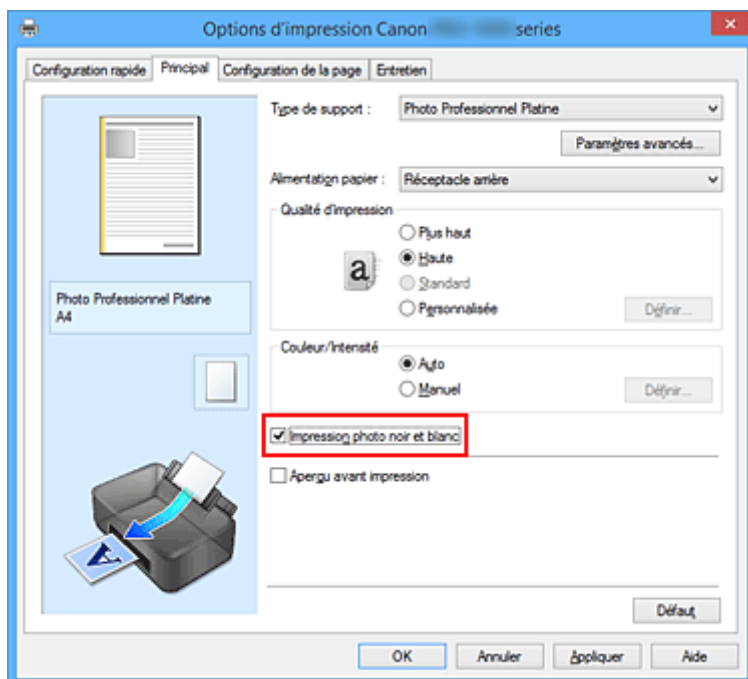 Options d'impression Canon series
Configuration rapide Principal Configuration de la page Entretien
Type de support : Photo Professionnel Platine
Paramètres avancés...
Alimentation papier : Réceptacle arrière
Qualité d'impression
Plus haut
a Haute
Standard
Personnalisée Définir...
Photo Professionnel Platine
A4
Couleur/Intensité
Auto
Manuel Définir...
Impression photo noir et blanc
Aperçu avant impression
A
Défaut
OK Annuler Appliquer Aide